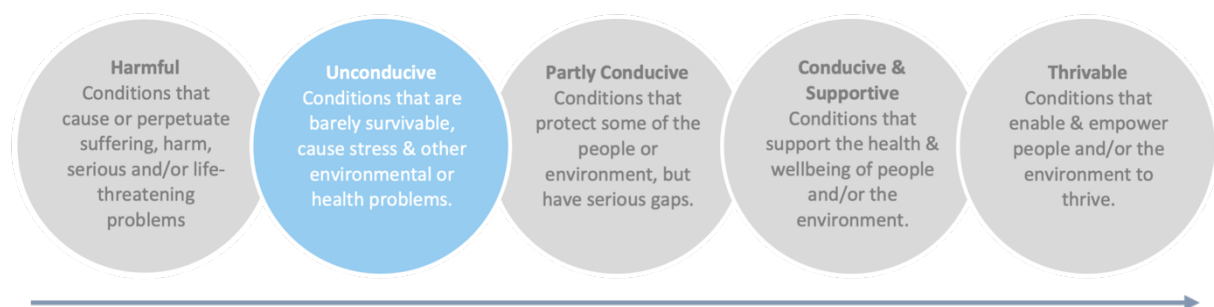 Harmful
Conditions that
cause or perpetuate
suffering, harm,
serious and/or life-
threatening
problems
Unconducive
Conditions that are
barely survivable,
cause stress & other
environmental or
health problems.
Partly Conducive
Conditions that
protect some of the
people or
environment, but
have serious gaps.
Conducive &
Supportive
Conditions that
support the health &
wellbeing of people
and/or the
environment.
Thrivable
Conditions that
enable & empower
people and/or the
environment to
thrive.